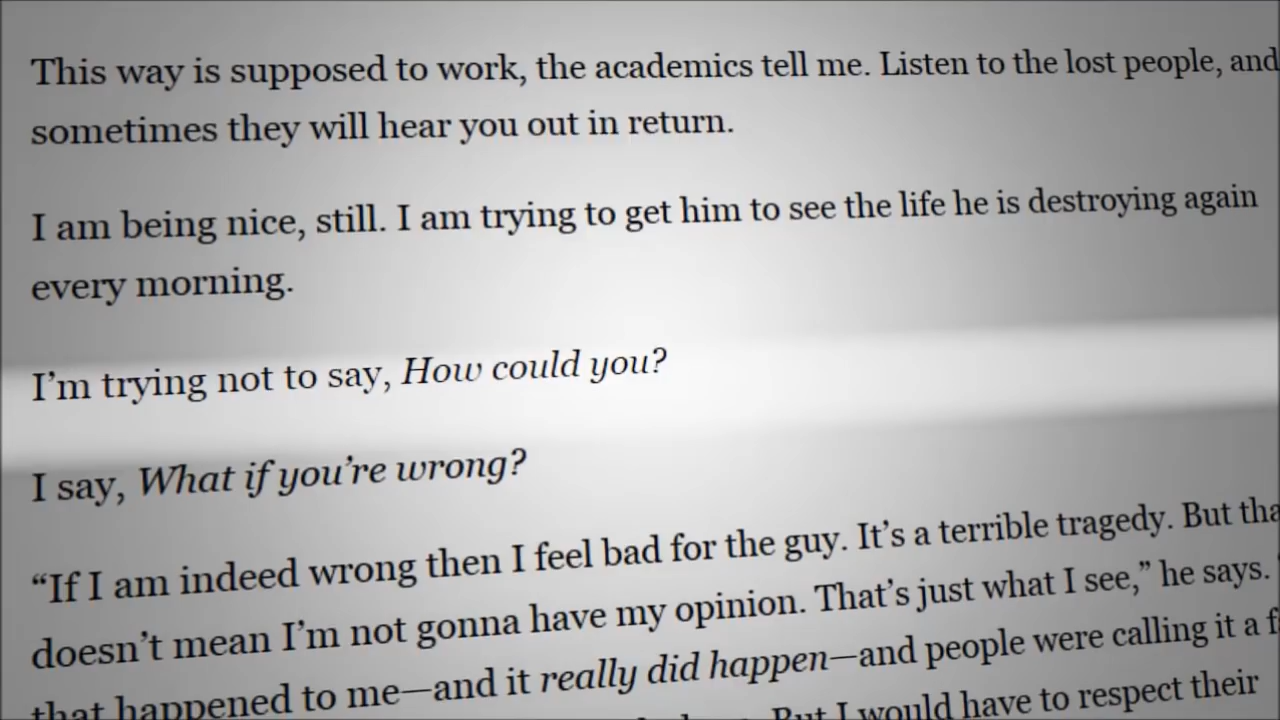 This way is supposed to work, the academics tell me. Listen to the lost people, and
sometimes they will hear you out in return.
I am being nice, still. I am trying to get him to see the life he is destroying again
every morning.
I’m trying not to say, How could you?
I say, What if you’re wrong?
“If I am indeed wrong then I feel bad for the guy. It’s a terrible tragedy. But tha
doesn’t mean I’m not gonna have my opinion. That’s just what I see,” he says.
that happened to me—and it really did happen—and people were calling it a f
But I would have to respect their